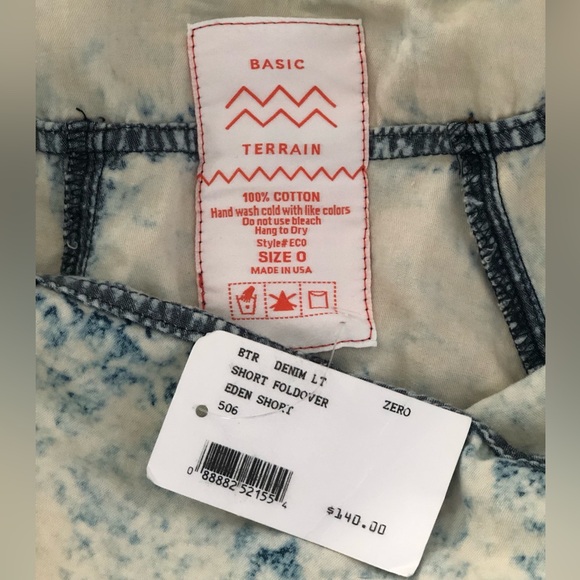 BASIC
TERRAIN
100% COTTON
Hand wash cold with like colors
Do not use bleach
Hang to Dry
Style# ECO
SIZE 0
MADE IN USA
BTR DENIM LT
SHORT FOLDOVER ZERO
EDEN SHORT
506
0 88882 52155 4
$140.00